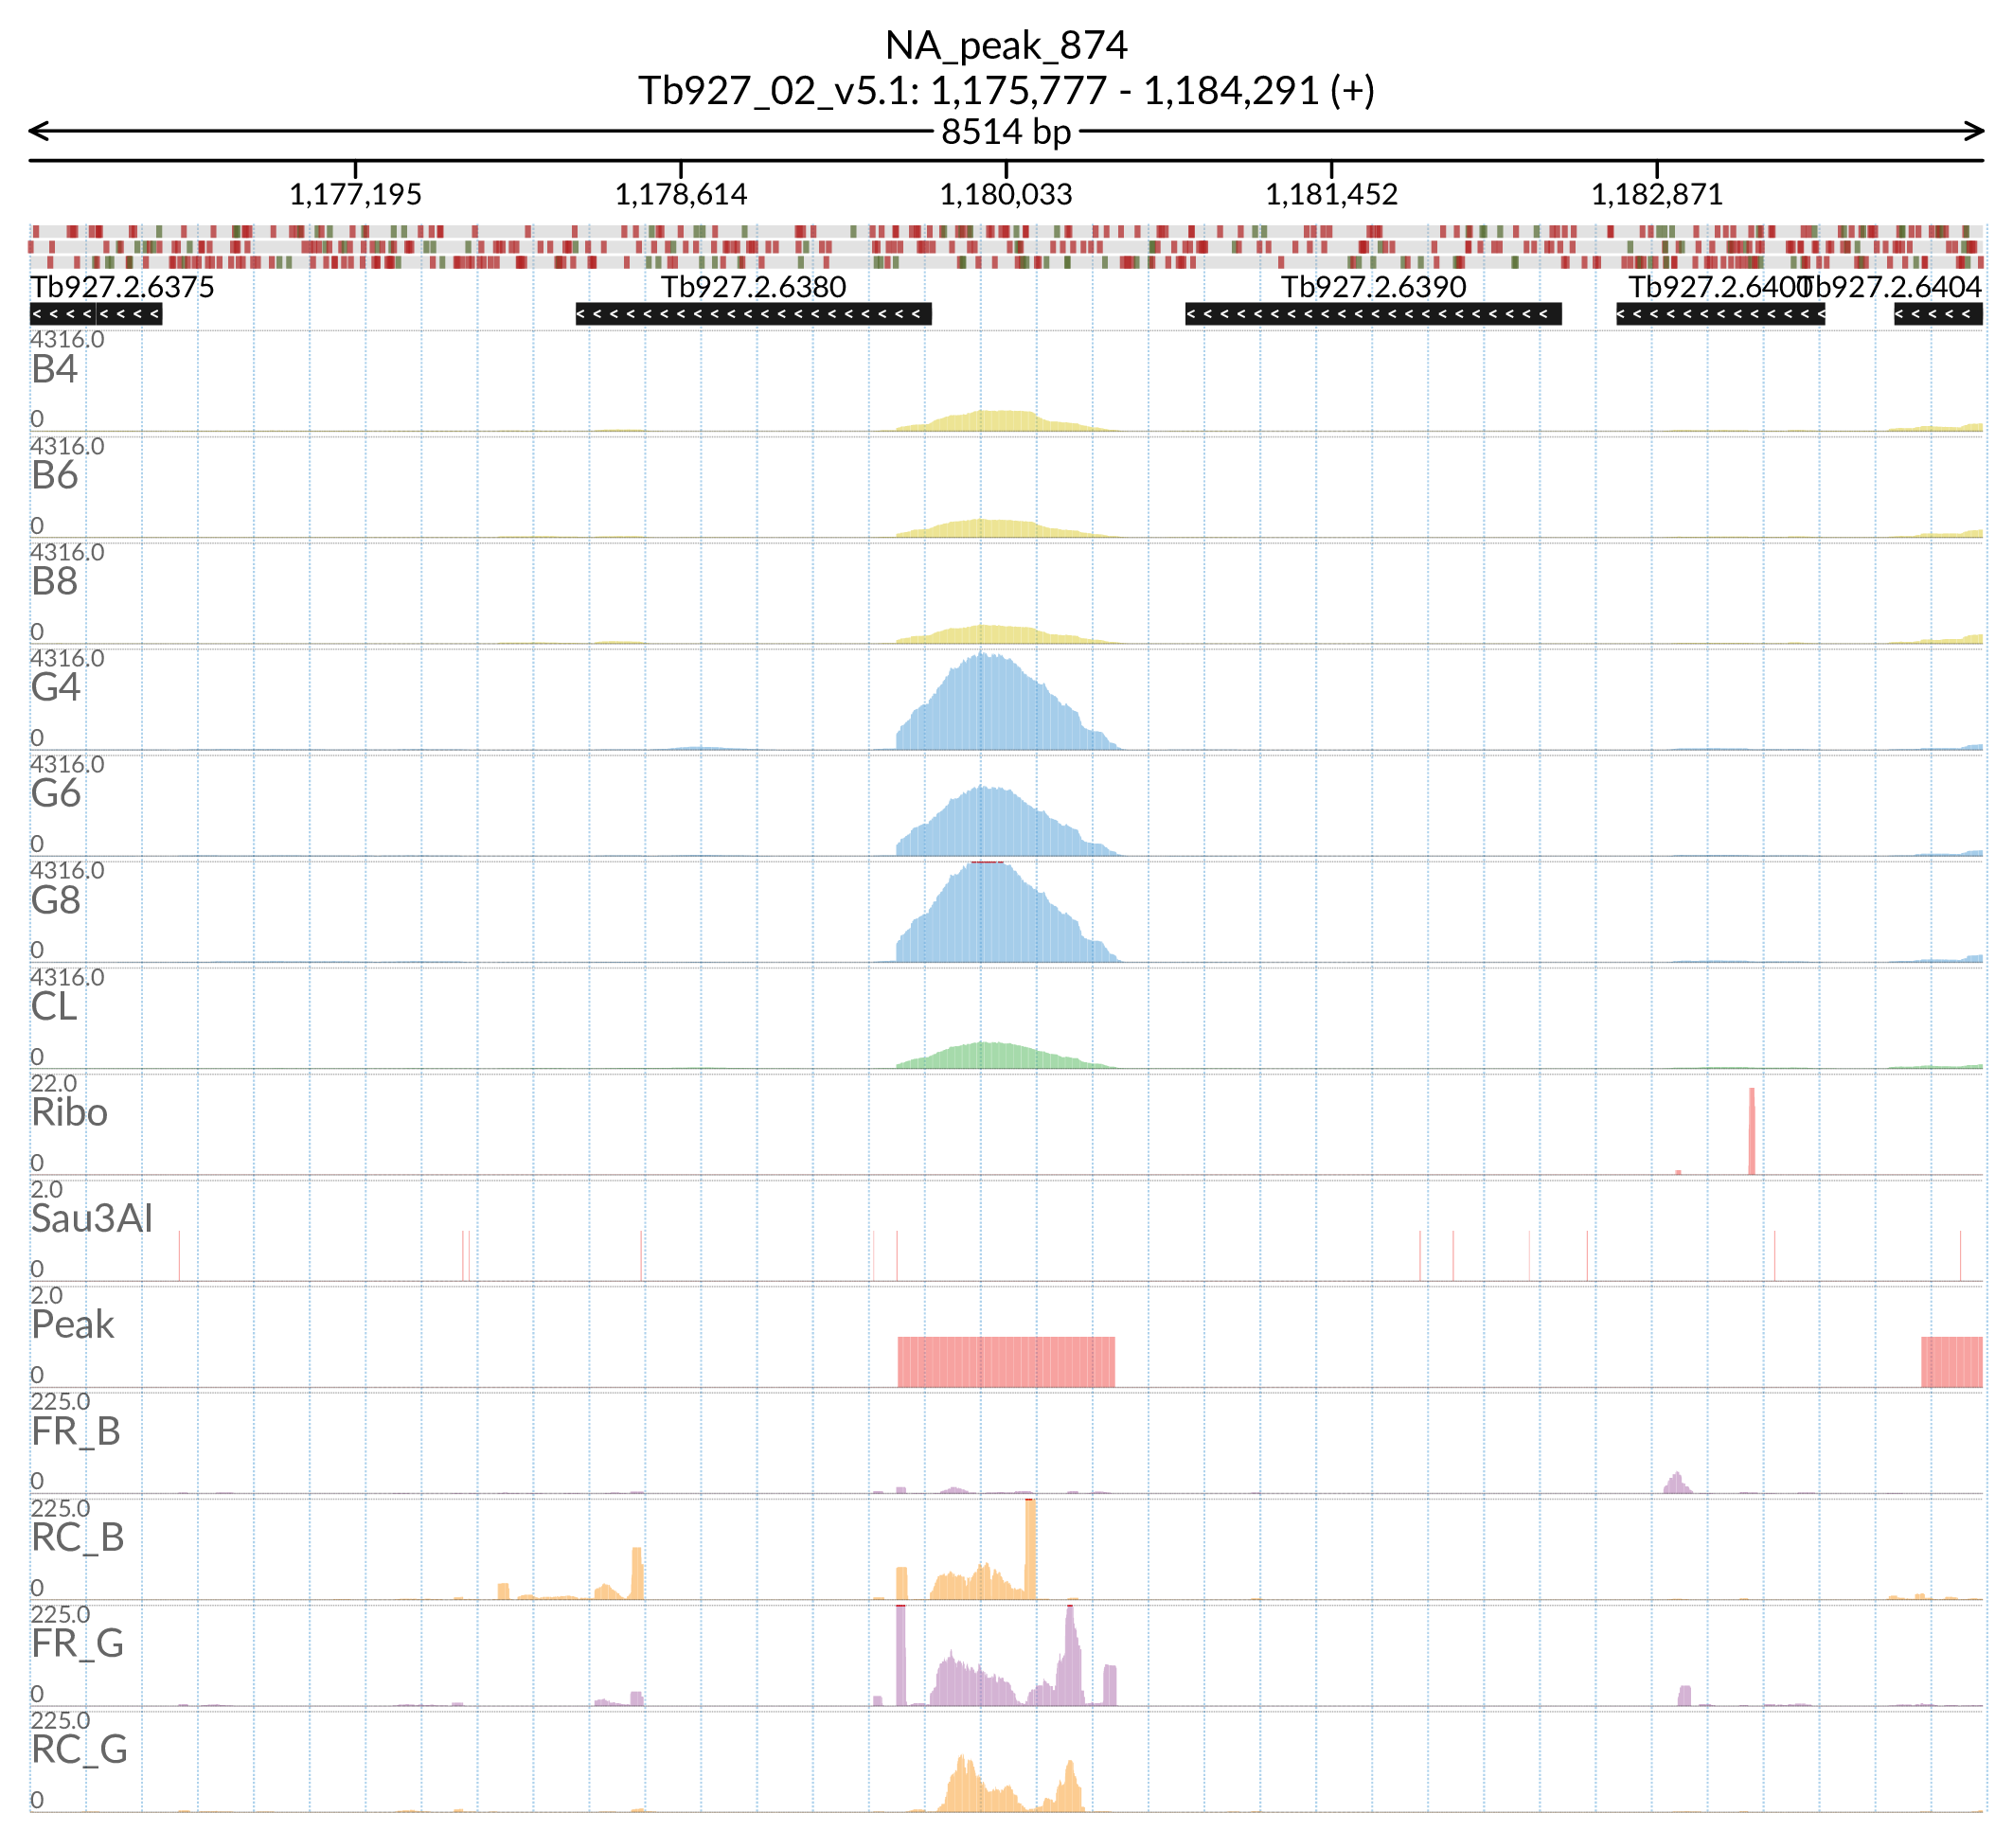 NA_peak_874
Tb927_02_v5.1: 1,175,777 - 1,184,291 (+)
8514 bp
1,177,195 1,178,614 1,180,033 1,181,452 1,182,871
Tb927.2.6375 Tb927.2.6380 Tb927.2.6390 Tb927.2.6400 Tb927.2.6404
4316.0
B4
0
4316.0
B6
0
4316.0
B8
0
4316.0
G4
0
4316.0
G6
0
4316.0
G8
0
4316.0
CL
0
22.0
Ribo
0
2.0
Sau3AI
0
2.0
Peak
0
225.0
FR_B
0
225.0
RC_B
0
225.0
FR_G
0
225.0
RC_G
0